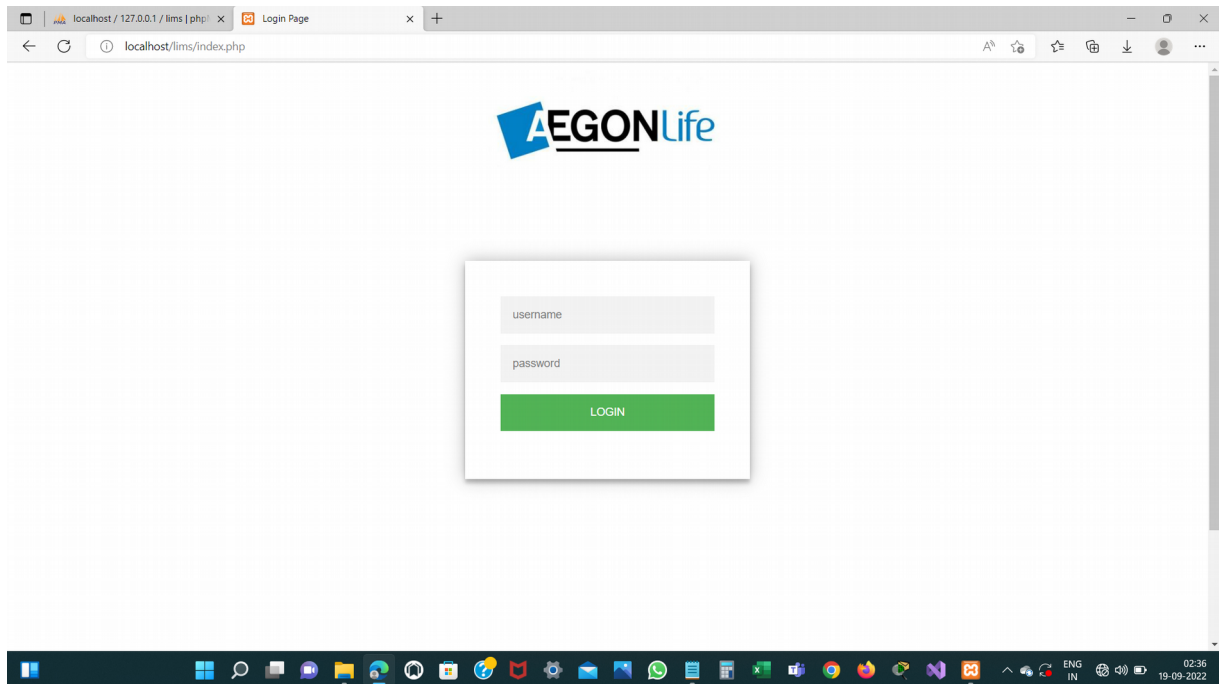 localhost / 127.0.0.1 / lims | php
Login Page
localhost/lims/index.php
AEGONLife
username
password
LOGIN
ENG
IN
02:36
19-09-2022